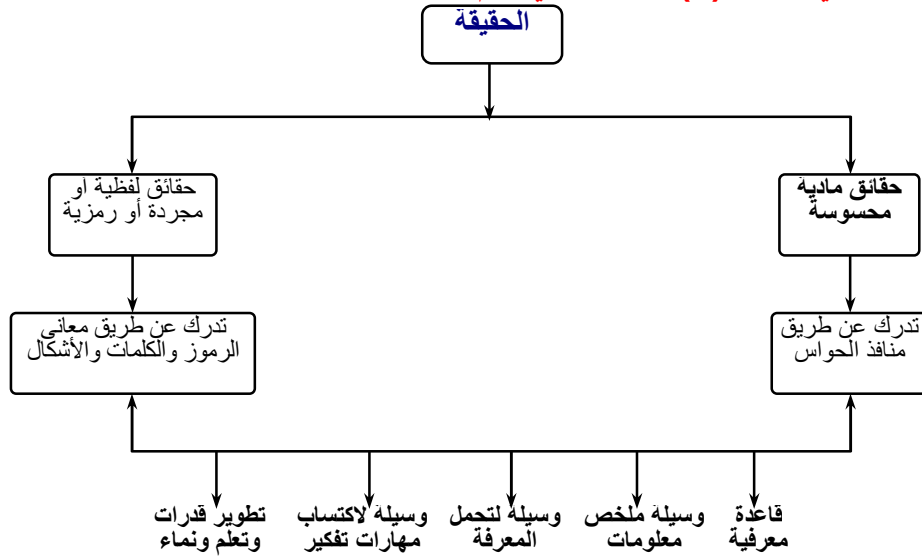 الحقيقة
حقائق مادية
محسوسة
حقائق لفظية أو
مجردة أو رمزية
تدرك عن طريق
منافذ الحواس
تدرك عن طريق معانى
الرموز والكلمات والأشكال
قاعدة
معرفية
وسيلة ملخص
معلومات
وسيلة لتحمل
المعرفة
وسيلة لاكتساب
مهارات تفكير
تطوير قدرات
وتعلم ونماء